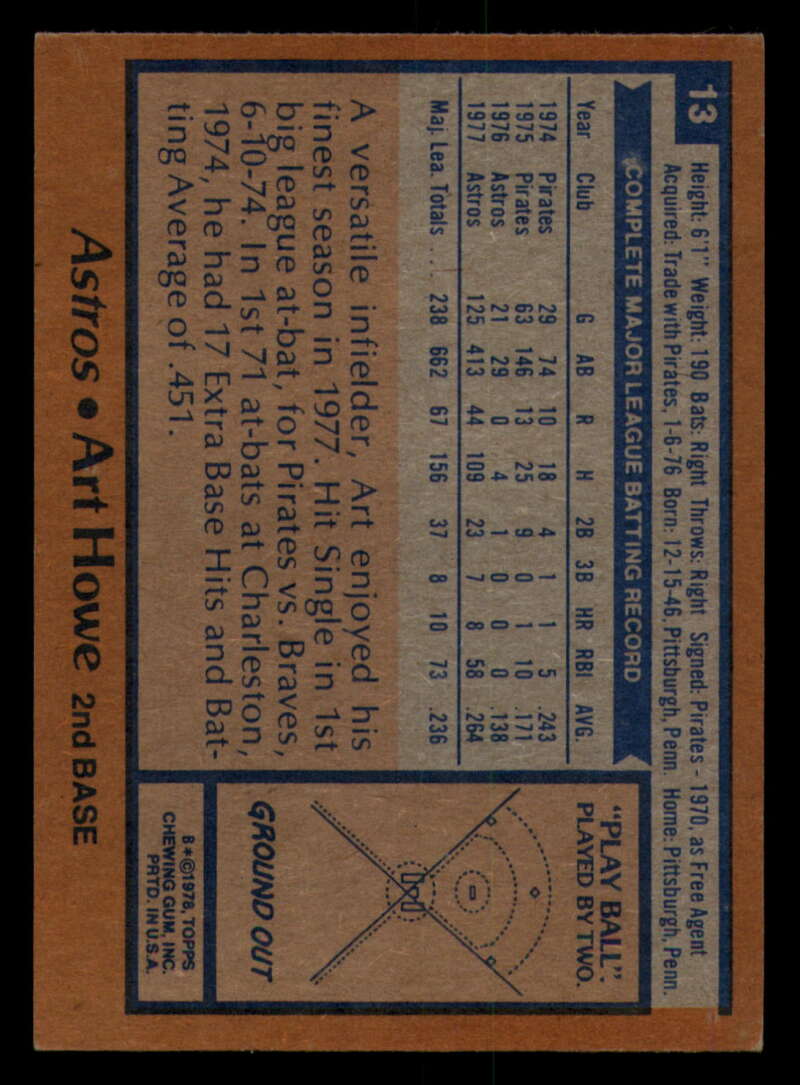 13
Height: 6'1" Weight: 190 Bats: Right Throws: Right Signed: Pirates - 1970, as Free Agent
Acquired: Trade with Pirates, 1-6-76 Born: 12-15-46, Pittsburgh, Penn. Home: Pittsburgh, Penn.
COMPLETE MAJOR LEAGUE BATTING RECORD
Year Club G AB R H 2B 3B HR RBI AVG.
1974 Pirates 29 74 10 18 4 1 1 5 .243
1975 Pirates 63 146 13 25 9 0 1 10 .171
1976 Astros 21 29 0 4 1 0 0 0 .138
1977 Astros 125 413 44 109 23 7 8 58 .264
Maj. Lea. Totals ... 238 662 67 156 37 8 10 73 .236
A versatile infielder, Art enjoyed his
finest season in 1977. Hit Single in 1st
big league at-bat, for Pirates vs. Braves,
6-10-74. In 1st 71 at-bats at Charleston,
1974, he had 17 Extra Base Hits and Bat-
ting Average of .451.
"PLAY BALL"
PLAYED BY TWO.
GROUND OUT
B*©1978, TOPPS
CHEWING GUM, INC.
PRTD. IN U.S.A.
Astros • Art Howe 2nd BASE